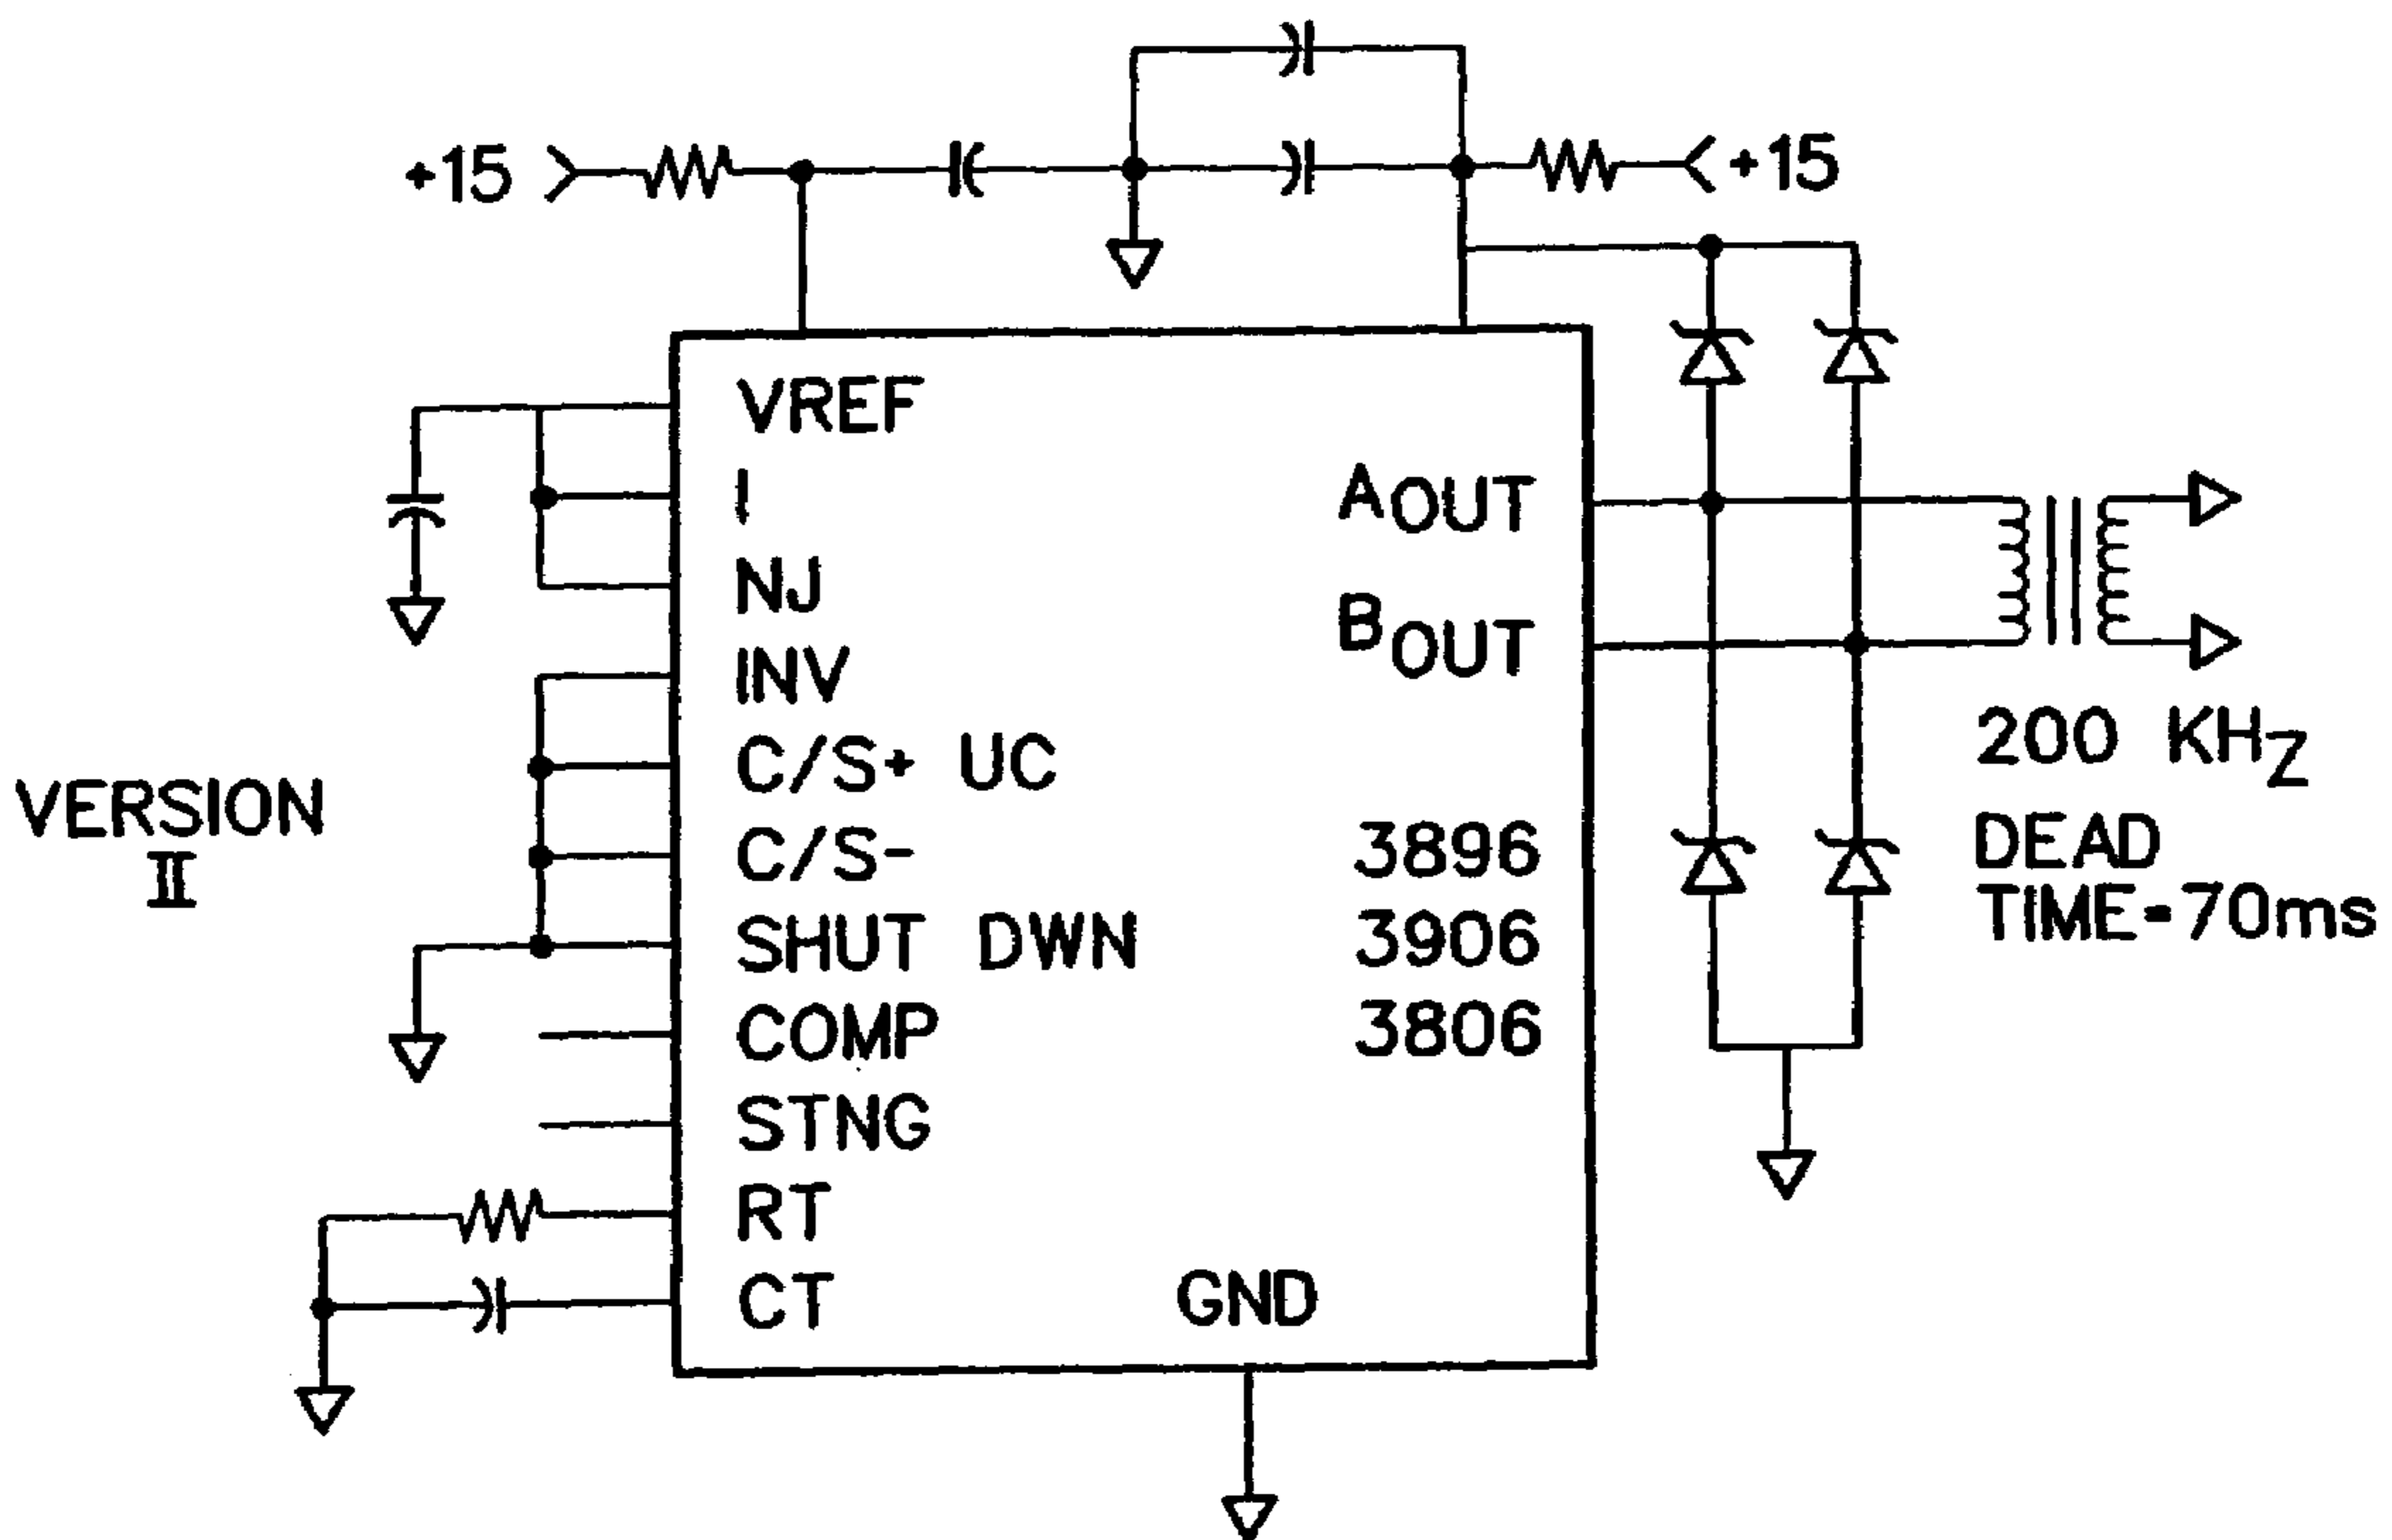 +15
+15
VREF
I
NJ
INV
C/S+ UC
C/S-
SHUT DWN
COMP
STNG
RT
CT
GND
AOUT
BOUT
3896
3906
3806
VERSION
II
200 KHZ
DEAD
TIME=70ms